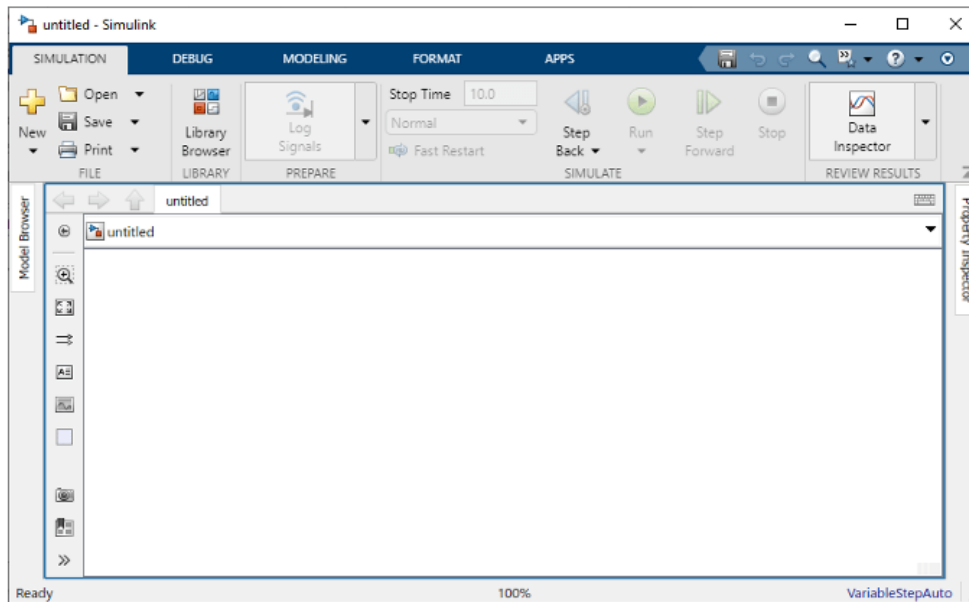 untitled - Simulink
SIMULATION DEBUG MODELING FORMAT APPS
New
Open
Save
Print
FILE
Library
Browser
LIBRARY
Log
Signals
PREPARE
Stop Time 10.0
Normal
Fast Restart
Step
Back
Run
Step
Forward
Stop
SIMULATE
Data
Inspector
REVIEW RESULTS
Model Browser
untitled
untitled
Property Inspector
Ready 100% VariableStepAuto